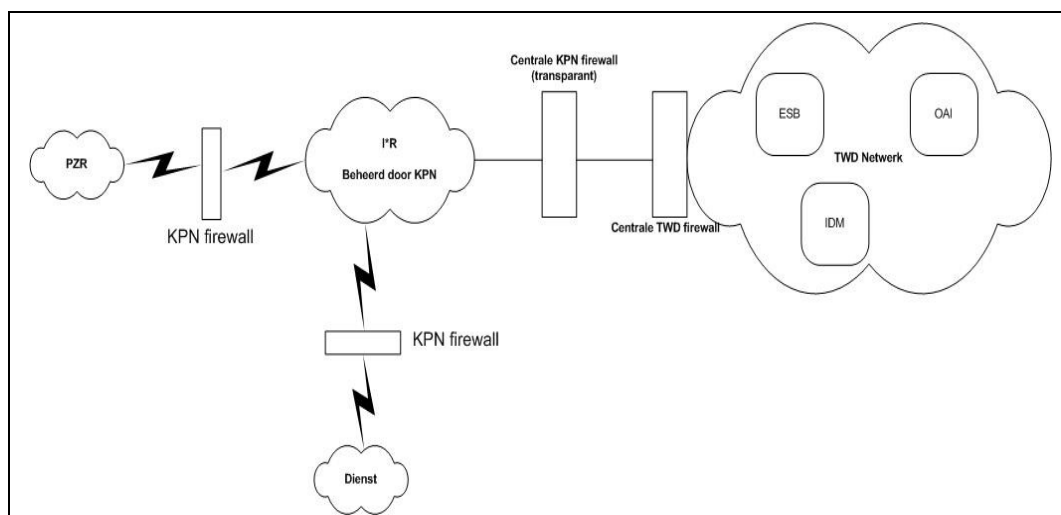 Centrale KPN firewall
(transparant)
ESB
OAI
I*R
PZR
TWD Netwerk
Beheerd door KPN
IDM
Centrale TWD firewall
KPN firewall
KPN firewall
Dienst